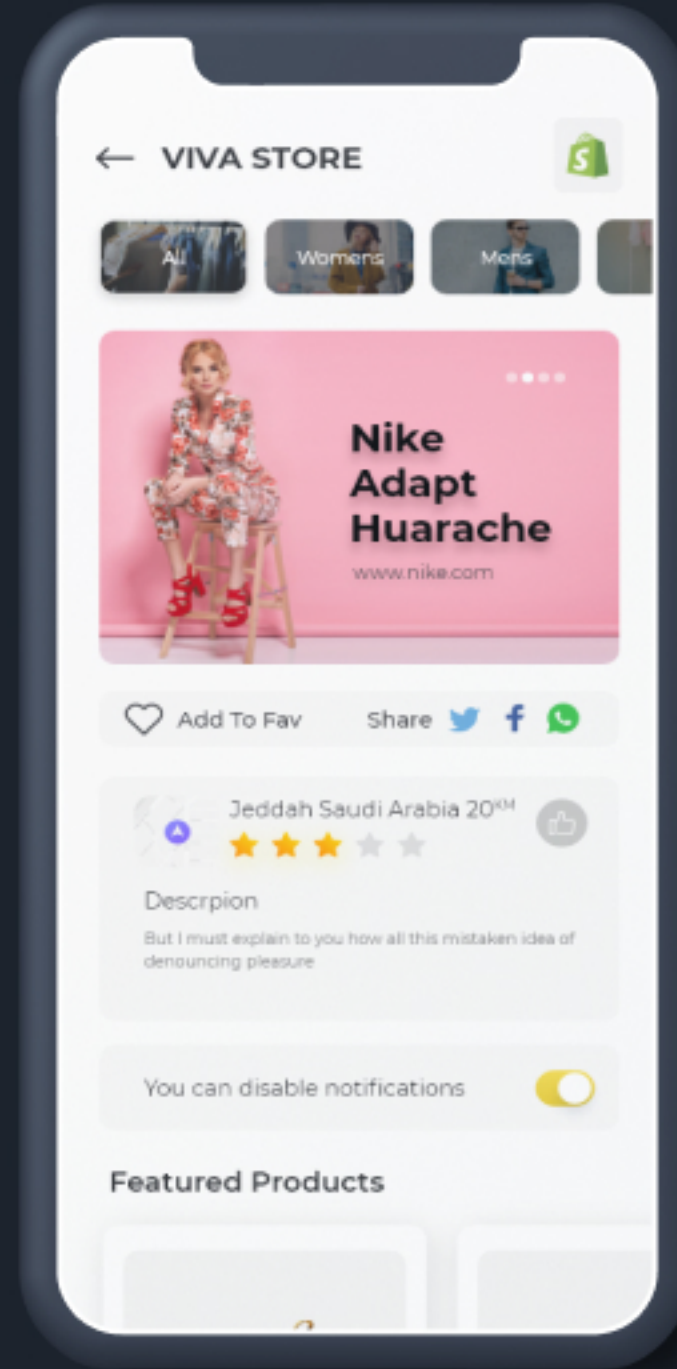 VIVA STORE
S
All
Womens
Mens
Nike
Adapt
Huarache
www.nike.com
Add To Fav
Share
Jeddah Saudi Arabia 20KM
Descrpion
But I must explain to you how all this mistaken idea of
denouncing pleasure
You can disable notifications
Featured Products